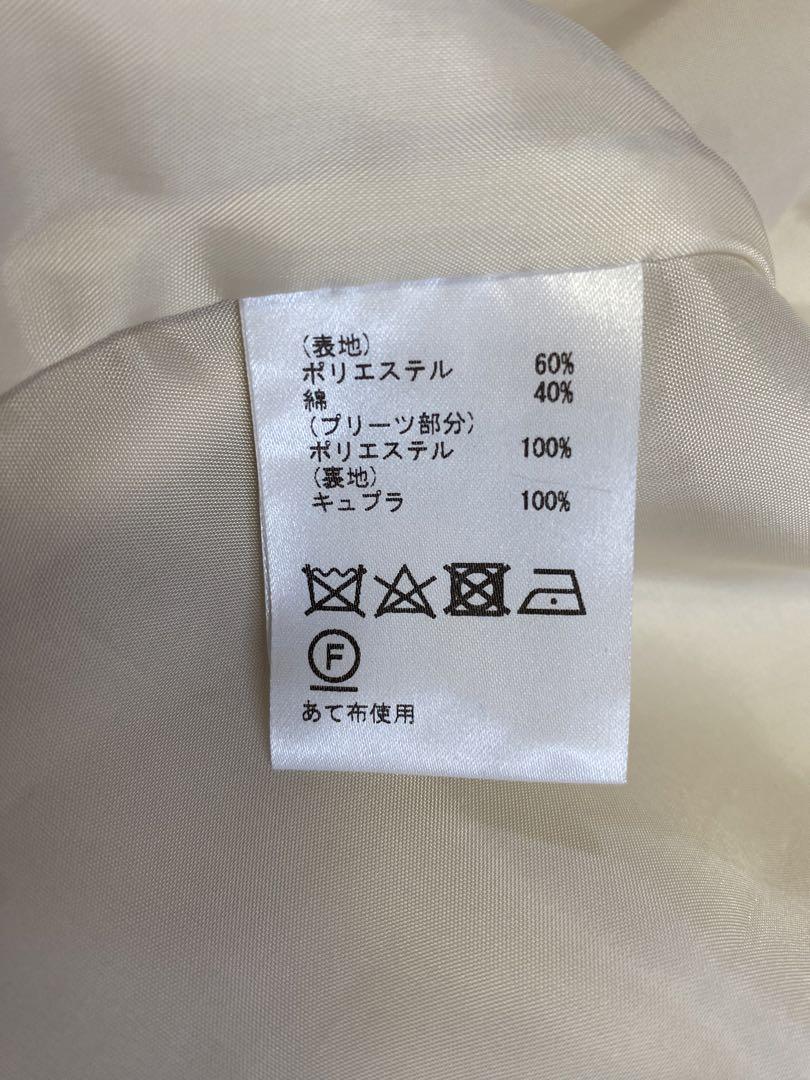 (表地)
ポリエステル 60%
綿 40%
(プリーツ部分)
ポリエステル 100%
(裏地)
キュプラ 100%
F
あて布使用